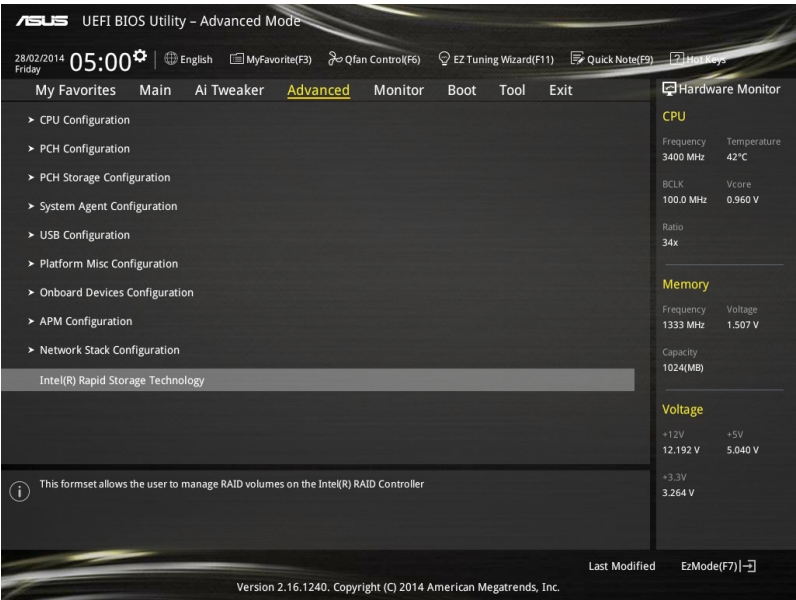 ASUS UEFI BIOS Utility – Advanced Mode
28/02/2014 05:00 English MyFavorite(F3) Qfan Control(F6) EZ Tuning Wizard(F11) Quick Note(F9) ? Hot Keys
Friday
My Favorites Main Ai Tweaker Advanced Monitor Boot Tool Exit
> CPU Configuration
> PCH Configuration
> PCH Storage Configuration
> System Agent Configuration
> USB Configuration
> Platform Misc Configuration
> Onboard Devices Configuration
> APM Configuration
> Network Stack Configuration
Intel(R) Rapid Storage Technology
i This formset allows the user to manage RAID volumes on the Intel(R) RAID Controller
Hardware Monitor
CPU
Frequency Temperature
3400 MHz 42°C
BCLK Vcore
100.0 MHz 0.960 V
Ratio
34x
Memory
Frequency Voltage
1333 MHz 1.507 V
Capacity
1024(MB)
Voltage
+12V +5V
12.192 V 5.040 V
+3.3V
3.264 V
Last Modified EzMode(F7)
Version 2.16.1240. Copyright (C) 2014 American Megatrends, Inc.